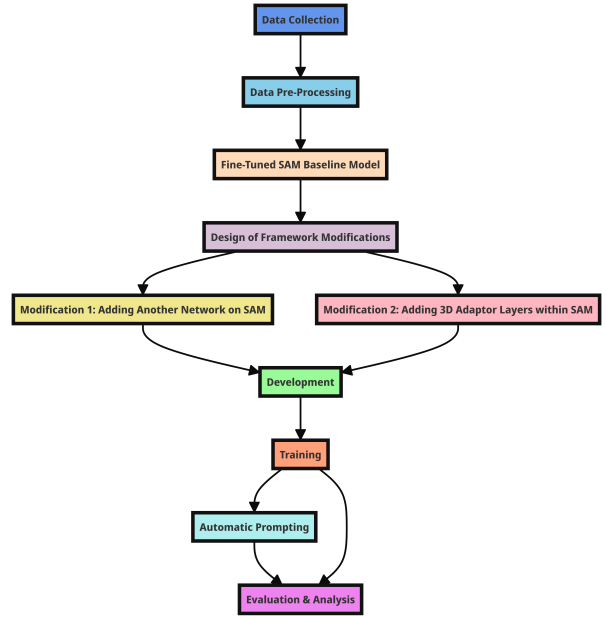 Data Collection
Data Pre-Processing
Fine-Tuned SAM Baseline Model
Design of Framework Modifications
Modification 1: Adding Another Network on SAM
Modification 2: Adding 3D Adaptor Layers within SAM
Development
Training
Automatic Prompting
Evaluation & Analysis